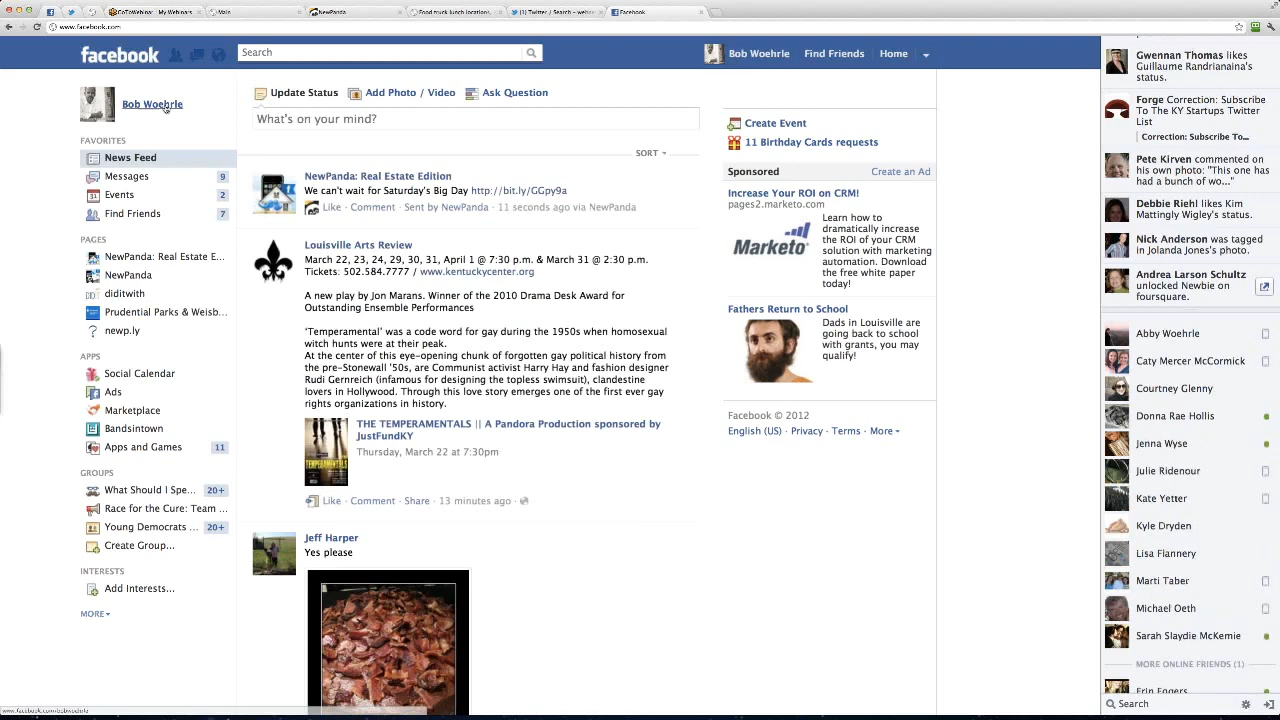 GoToWebinar: My
NewPanda
Food truck lunch locations,
Twitter / Search -
Facebook
www.facebook.com
facebook
Search
Bob Woehrle
Find Friends
Home
Bob Woehrle
FAVORITES
News Feed
Messages 9
Events 2
Find Friends 7
PAGES
NewPanda: Real Estate E...
NewPanda
diditwith
Prudential Parks & Weisb...
newp.ly
APPS
Social Calendar
Ads
Marketplace
Bandsintown
Apps and Games 11
GROUPS
What Should I Spe... 20+
Race for the Cure: Team ...
Young Democrats ... 20+
Create Group...
INTERESTS
Add Interests...
MORE
Update Status Add Photo / Video Ask Question
What's on your mind?
SORT
NewPanda: Real Estate Edition
We can't wait for Saturday's Big Day http://bit.ly/GGpy9a
Like · Comment · Sent by NewPanda · 11 seconds ago via NewPanda
Louisville Arts Review
March 22, 23, 24, 29, 30, 31, April 1 @ 7:30 p.m. & March 31 @ 2:30 p.m.
Tickets: 502.584.7777 / www.kentuckycenter.org
A new play by Jon Marans. Winner of the 2010 Drama Desk Award for
Outstanding Ensemble Performances
'Temperamental' was a code word for gay during the 1950s when homosexual
witch hunts were at their peak.
At the center of this eye-opening chunk of forgotten gay political history from
the pre-Stonewall '50s, are Communist activist Harry Hay and fashion designer
Rudi Gernreich (infamous for designing the topless swimsuit), clandestine
lovers in Hollywood. Through this love story emerges one of the first ever gay
rights organizations in history.
TEMPERAMENTALS
THE TEMPERAMENTALS || A Pandora Production sponsored by
JustFundKY
Thursday, March 22 at 7:30pm
Like · Comment · Share · 13 minutes ago ·
Jeff Harper
Yes please
Create Event
11 Birthday Cards requests
Sponsored Create an Ad
Increase Your ROI on CRM!
pages2.marketo.com
Marketo
Learn how to
dramatically increase
the ROI of your CRM
solution with marketing
automation. Download
the free white paper
today!
Fathers Return to School
Dads in Louisville are
going back to school
with grants, you may
qualify!
Facebook © 2012
English (US) · Privacy · Terms · More
Gwennan Thomas likes
Guillaume Randrianaina's
status.
Forge Correction: Subscribe
To The KY Startups Twitter
List
Correction: Subscribe To...
Pete Kirven commented on
his own photo: "This one has
had a bunch of wo..."
Debbie Riehl likes Kim
Mattingly Wigley's status.
Nick Anderson was tagged
in Jolanda Jones's photo.
Andrea Larson Schultz
unlocked Newbie on
foursquare.
Abby Woehrle
Caty Mercer McCormick
Courtney Glenny
Donna Rae Hollis
Jenna Wyse
Julie Ridenour
Kate Yetter
Kyle Dryden
Lisa Flannery
Marti Taber
Michael Oeth
Sarah Slaydie McKemie
MORE ONLINE FRIENDS (1)
Search
www.facebook.com/bobwoehrle